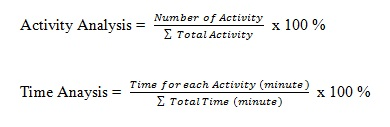 Activity Analysis = Number of Activity / Σ Total Activity x 100 %
Time Anaysis = Time for each Activity (minute) / Σ Total Time (minute) x 100 %